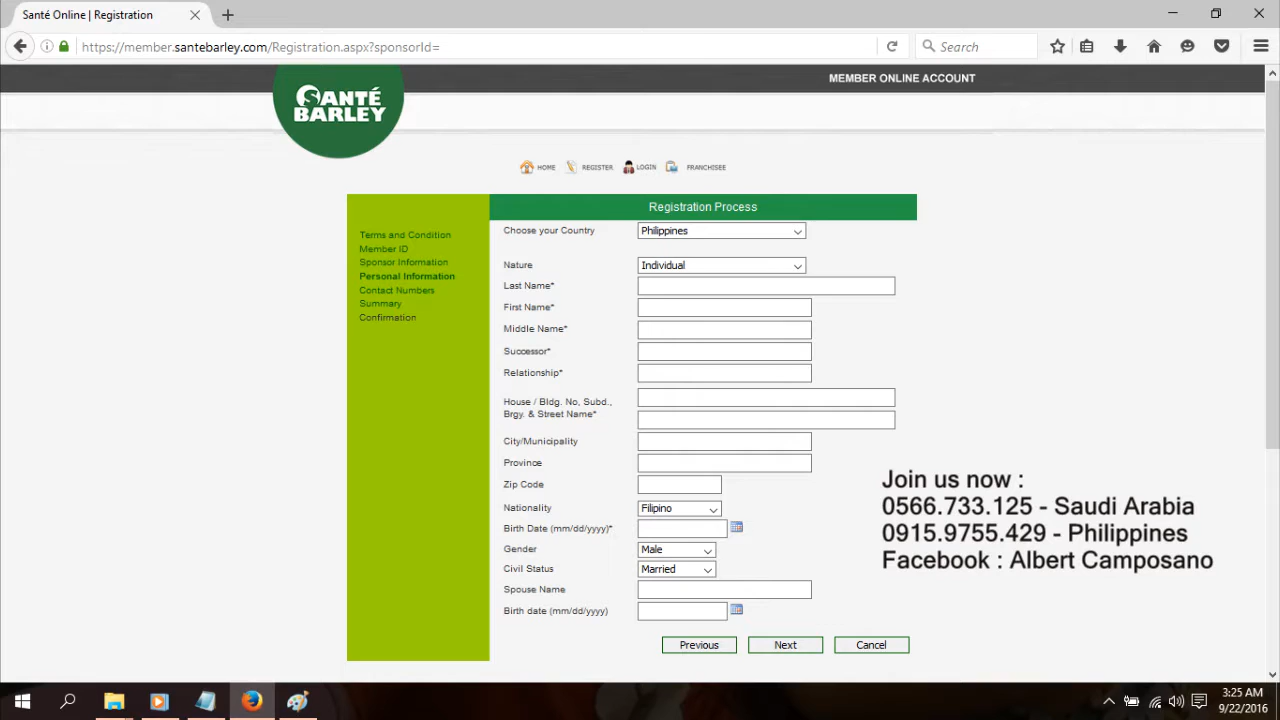 Santé Online | Registration
https://member.santebarley.com/Registration.aspx?sponsorId=
Search
MEMBER ONLINE ACCOUNT
SANTÉ
BARLEY
HOME
REGISTER
LOGIN
FRANCHISEE
Registration Process
Terms and Condition
Member ID
Sponsor Information
Personal Information
Contact Numbers
Summary
Confirmation
Choose your Country Philippines
Nature Individual
Last Name*
First Name*
Middle Name*
Successor*
Relationship*
House / Bldg. No, Subd.,
Brgy. & Street Name*
City/Municipality
Province
Zip Code
Nationality Filipino
Birth Date (mm/dd/yyyy)*
Gender Male
Civil Status Married
Spouse Name
Birth date (mm/dd/yyyy)
Previous Next Cancel
Join us now :
0566.733.125 - Saudi Arabia
0915.9755.429 - Philippines
Facebook : Albert Camposano
3:25 AM
9/22/2016